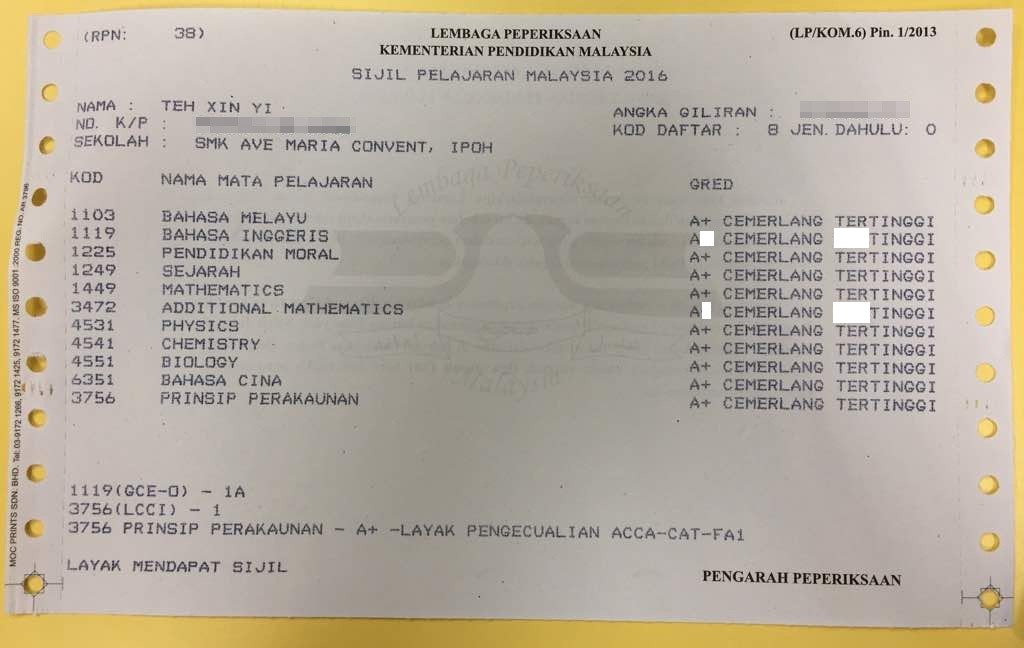 (RPN: 38)
LEMBAGA PEPERIKSAAN
KEMENTERIAN PENDIDIKAN MALAYSIA
(LP/KOM.6) Pin. 1/2013
SIJIL PELAJARAN MALAYSIA 2016
NAMA : TEH XIN YI
ANGKA GILIRAN :
NO. K/P :
KOD DAFTAR : 8 JEN.DAHULU: 0
SEKOLAH : SMK AVE MARIA CONVENT, IPOH
KOD NAMA MATA PELAJARAN GRED
1103 BAHASA MELAYU A+ CEMERLANG TERTINGGI
1119 BAHASA INGGERIS A CEMERLANG TINGGI
1225 PENDIDIKAN MORAL A+ CEMERLANG TERTINGGI
1249 SEJARAH A+ CEMERLANG TERTINGGI
1449 MATHEMATICS A+ CEMERLANG TERTINGGI
3472 ADDITIONAL MATHEMATICS A CEMERLANG TINGGI
4531 PHYSICS A+ CEMERLANG TERTINGGI
4541 CHEMISTRY A+ CEMERLANG TERTINGGI
4551 BIOLOGY A+ CEMERLANG TERTINGGI
6351 BAHASA CINA A+ CEMERLANG TERTINGGI
3756 PRINSIP PERAKAUNAN A+ CEMERLANG TERTINGGI
Lembaga Peperiksaan
Malaysia
1119(GCE-O) - 1A
3756(LCCI) - 1
3756 PRINSIP PERAKAUNAN - A+ -LAYAK PENGECUALIAN ACCA-CAT-FA1
LAYAK MENDAPAT SIJIL
PENGARAH PEPERIKSAAN
MOC PRINTS SDN. BHD. Tel: 03-9172 1266, 9172 1425, 9172 1477. MS ISO 9001 :2000 REG. NO. AR 3796